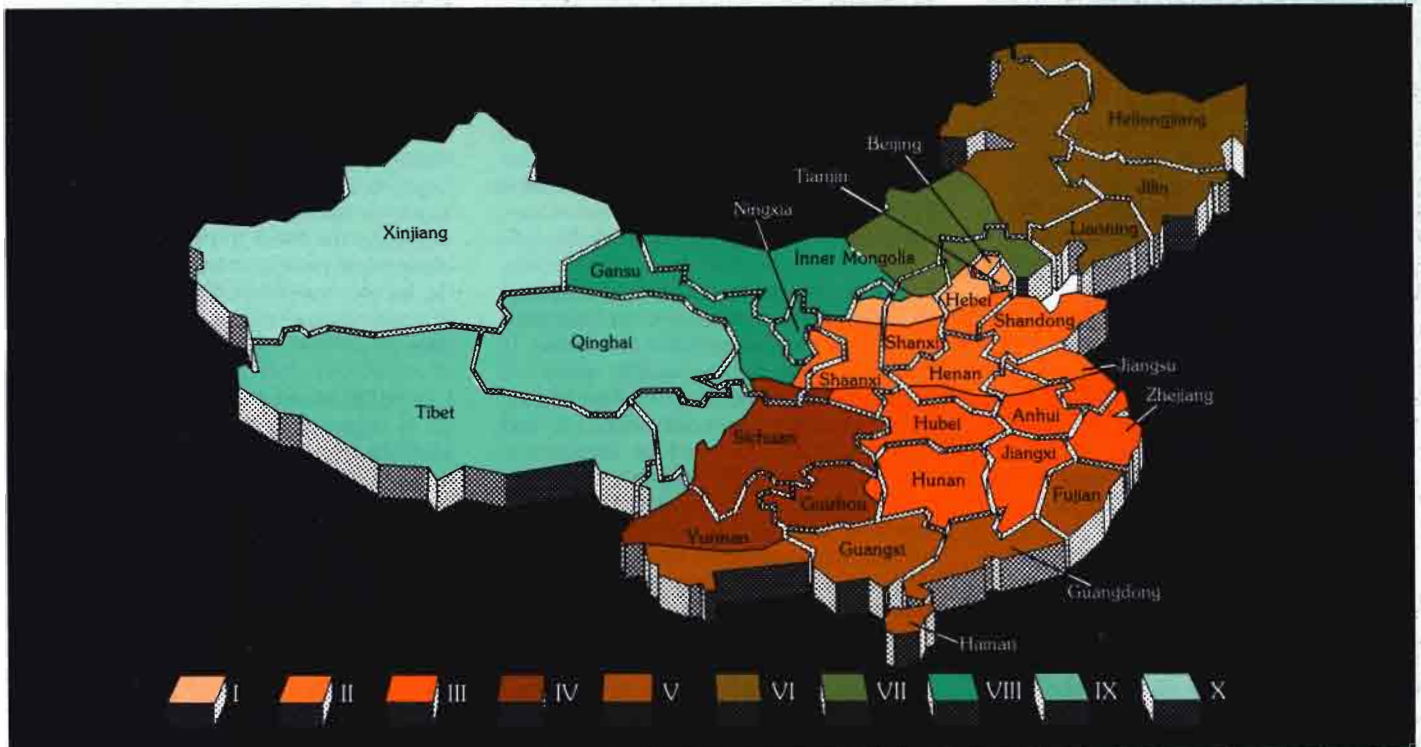 Heilongjiang
Beijing
Jilin
Tianjin
Ningxia
Liaoning
Xinjiang
Inner Mongolia
Gansu
Hebei
Shandong
Qinghai
Shanxi
Jiangsu
Henan
Shaanxi
Zhejiang
Tibet
Anhui
Hubei
Sichuan
Jiangxi
Hunan
Fujian
Guizhou
Yunnan
Guangxi
Guangdong
Hainan
I II III IV V VI VII VIII IX X